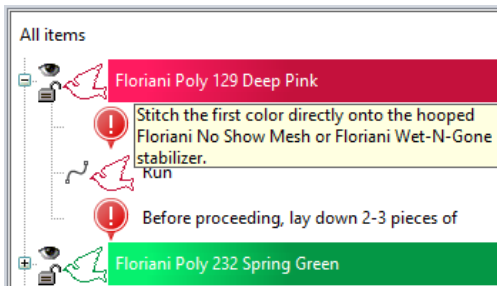 All items
Floriani Poly 129 Deep Pink
Stitch the first color directly onto the hooped
Floriani No Show Mesh or Floriani Wet-N-Gone
stabilizer.
Run
Before proceeding, lay down 2-3 pieces of
Floriani Poly 232 Spring Green